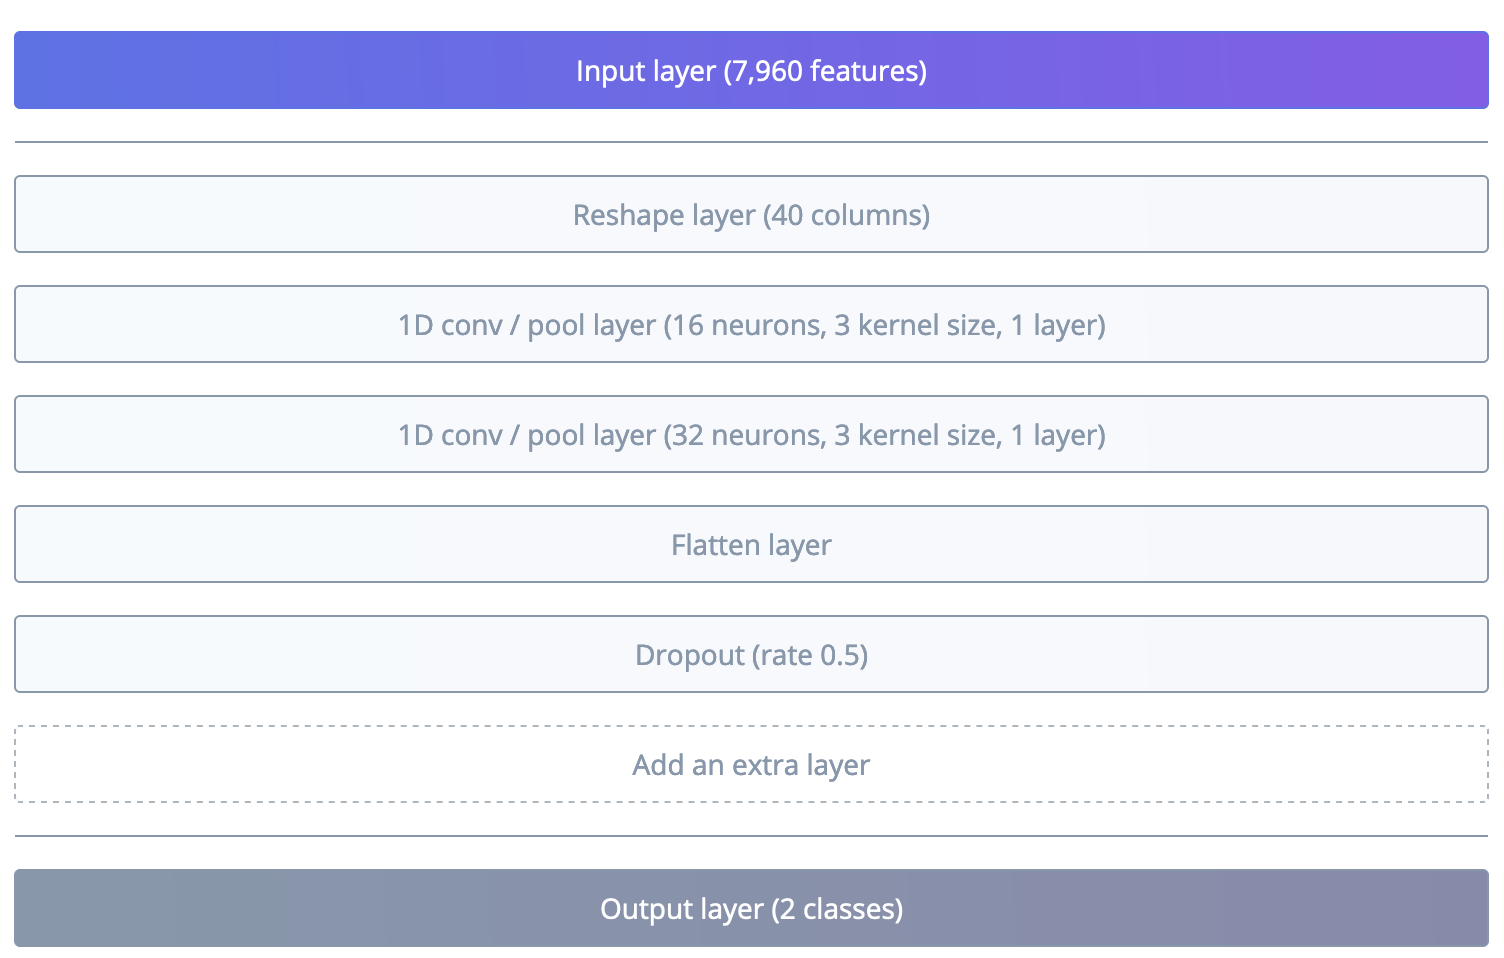 Input layer (7,960 features)
Reshape layer (40 columns)
1D conv / pool layer (16 neurons, 3 kernel size, 1 layer)
1D conv / pool layer (32 neurons, 3 kernel size, 1 layer)
Flatten layer
Dropout (rate 0.5)
Add an extra layer
Output layer (2 classes)